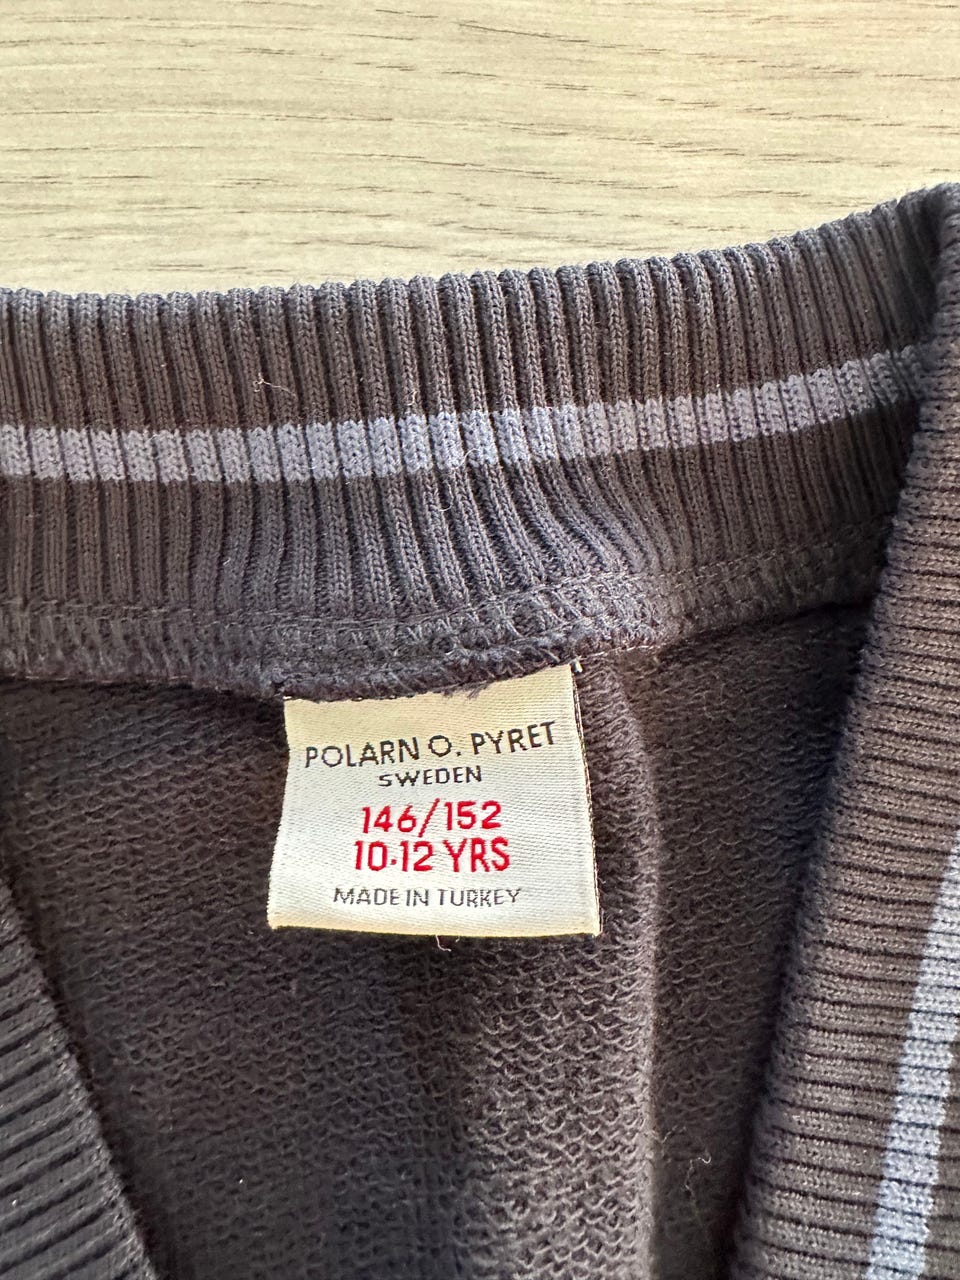 POLARN O. PYRET
SWEDEN
146/152
10-12 YRS
MADE IN TURKEY